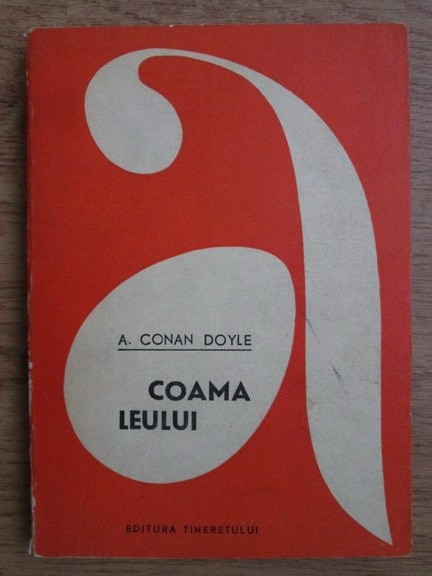 a
A. CONAN DOYLE
COAMA
LEULUI
EDITURA TINERETULUI